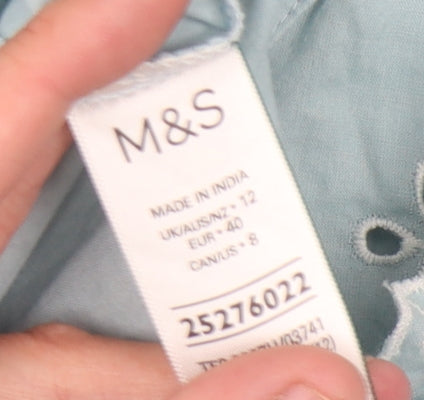 M&S
MADE IN INDIA
UK/AUS/NZ • 12
EUR • 40
CAN/US • 8
25276022